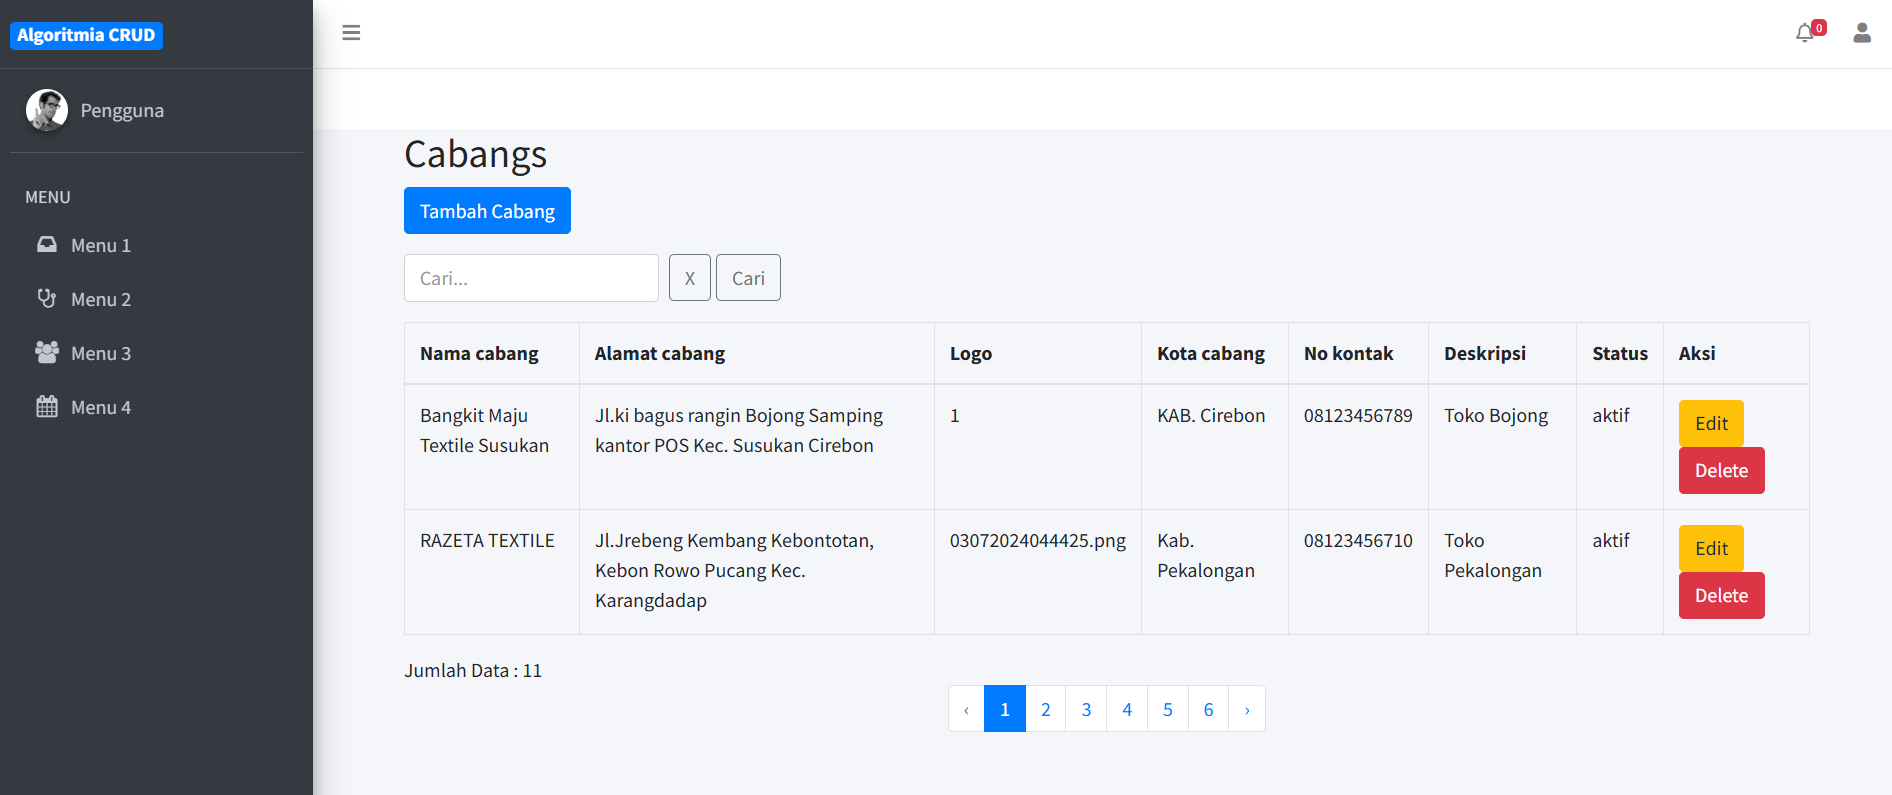 Algoritmia CRUD
0
Pengguna
MENU
Menu 1
Menu 2
Menu 3
Menu 4
Cabangs
Tambah Cabang
Cari...
X
Cari
Nama cabang
Alamat cabang
Logo
Kota cabang
No kontak
Deskripsi
Status
Aksi
Bangkit Maju
Textile Susukan
Jl.ki bagus rangin Bojong Samping
kantor POS Kec. Susukan Cirebon
1
KAB. Cirebon
08123456789
Toko Bojong
aktif
Edit
Delete
RAZETA TEXTILE
Jl.Jrebeng Kembang Kebontotan,
Kebon Rowo Pucang Kec.
Karangdadap
03072024044425.png
Kab.
Pekalongan
08123456710
Toko
Pekalongan
aktif
Edit
Delete
Jumlah Data : 11
‹ 1 2 3 4 5 6 ›